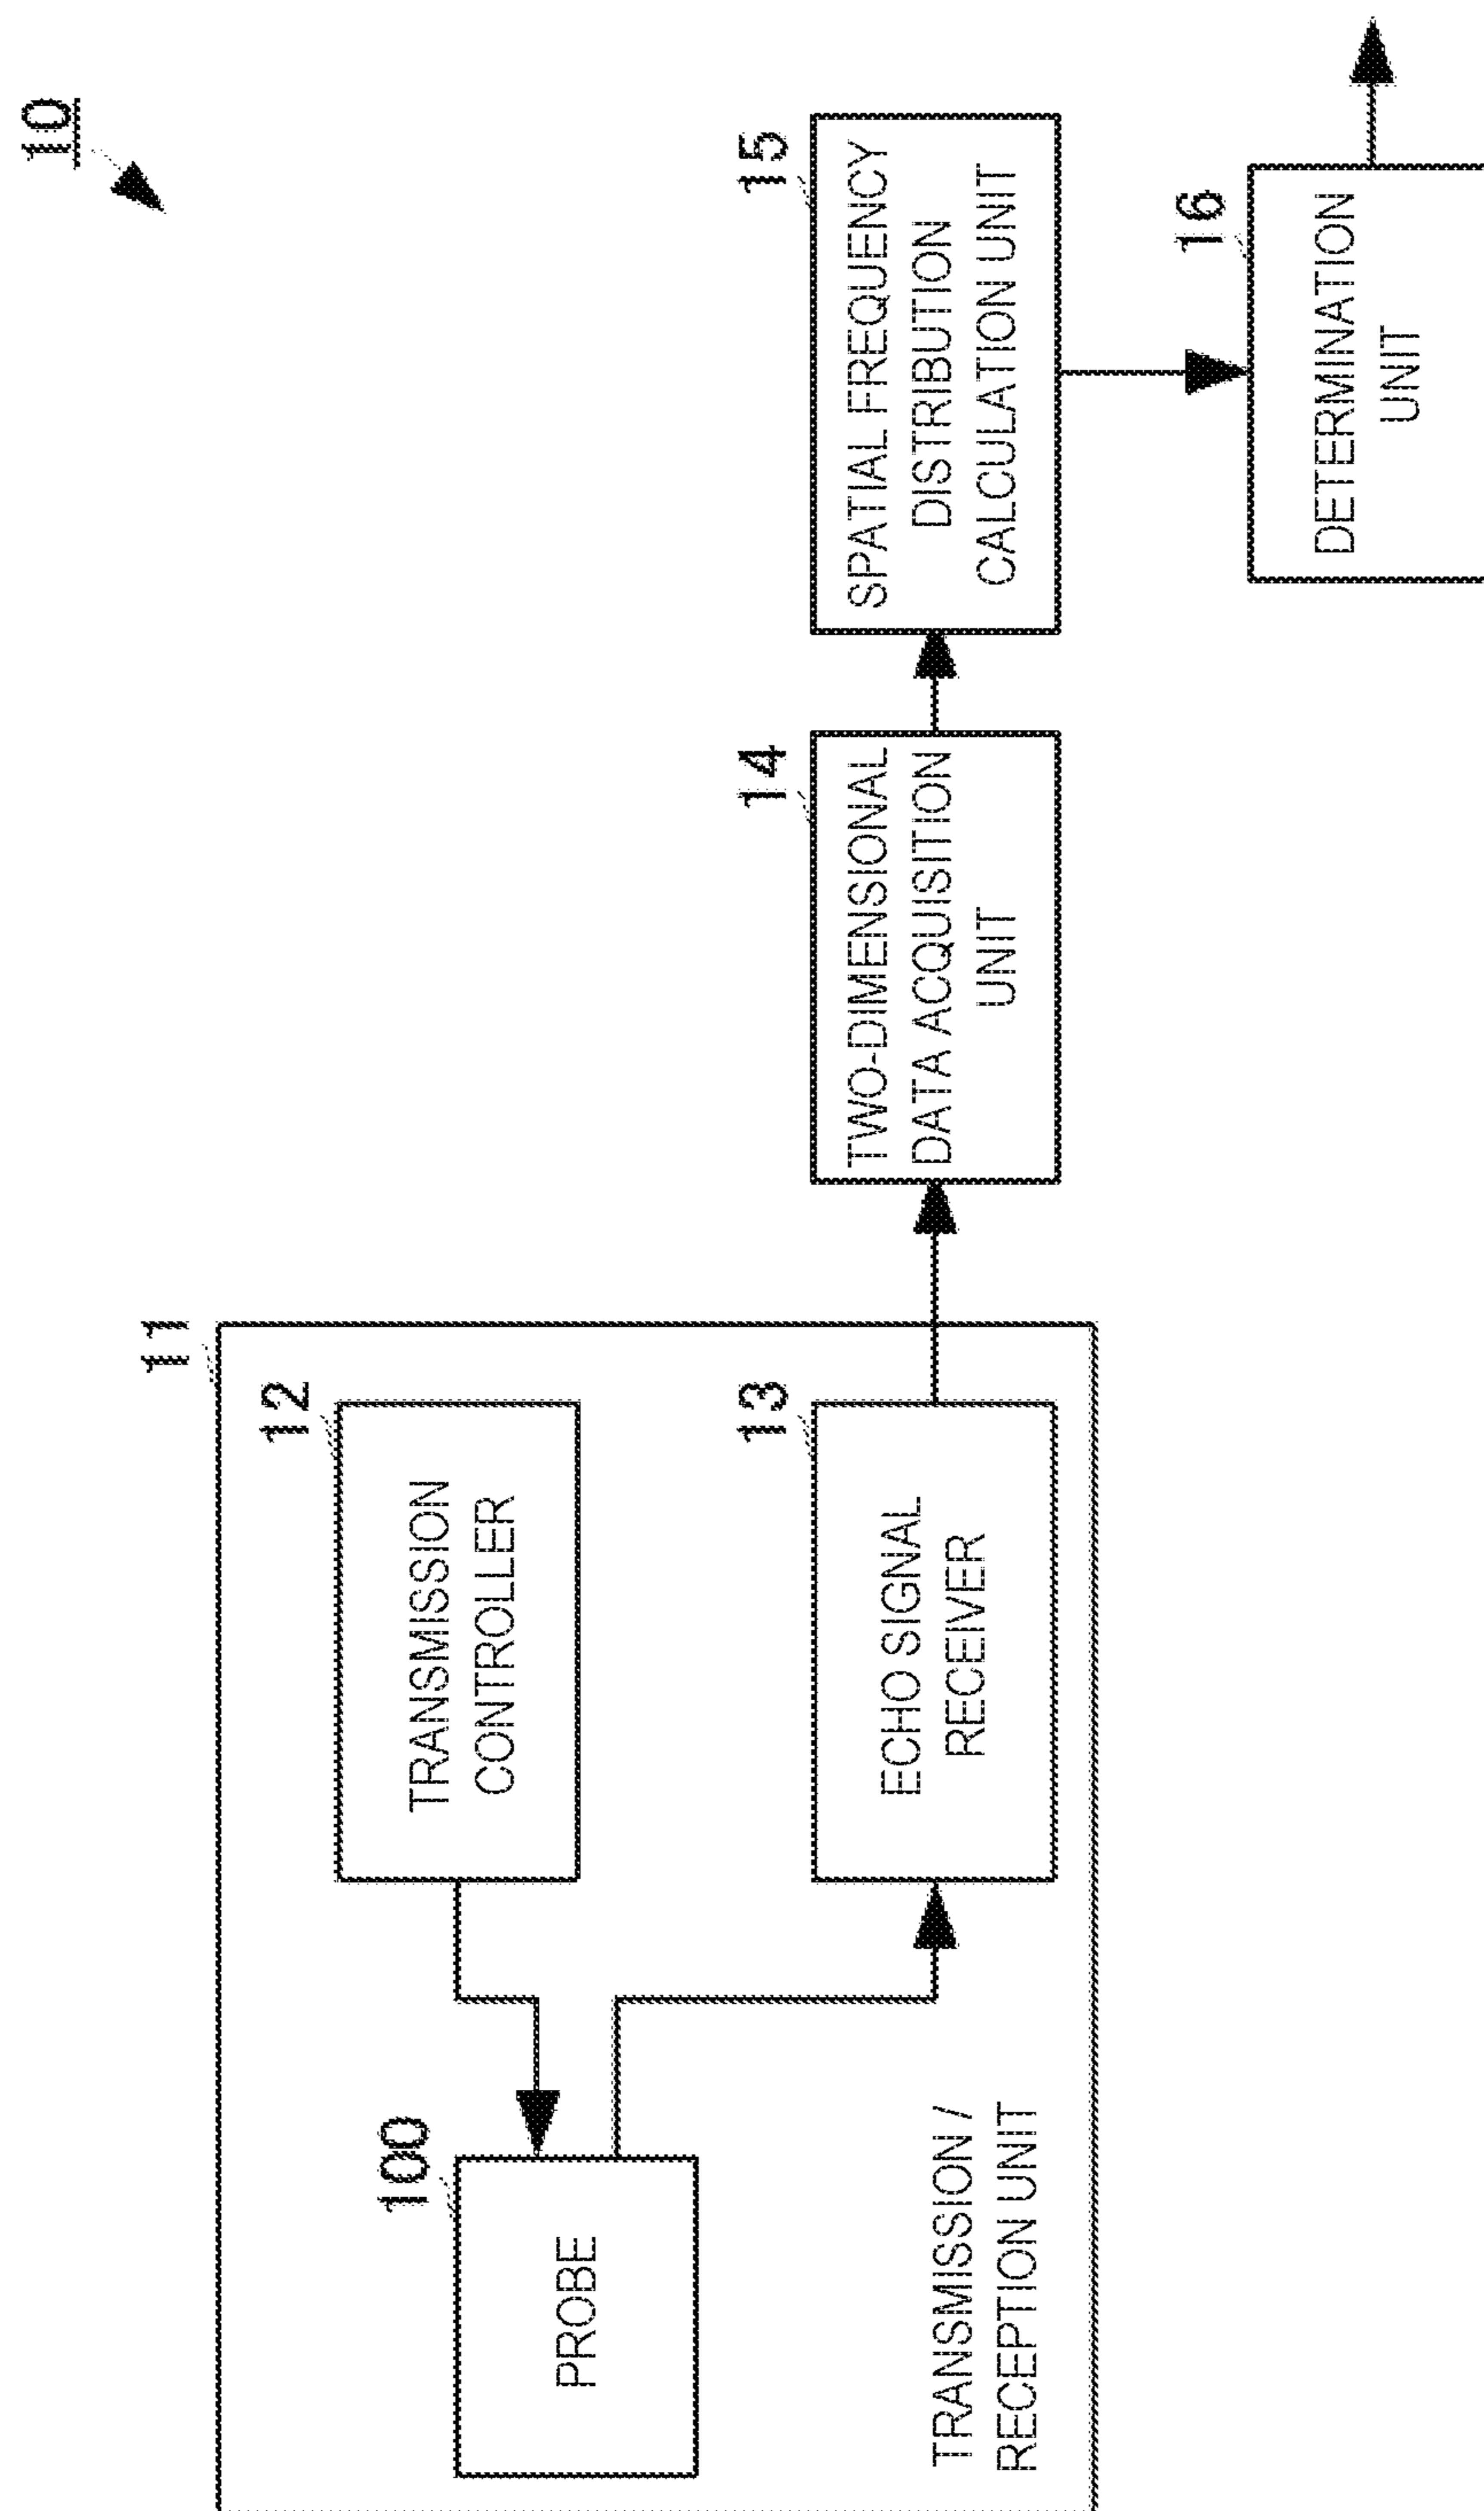 10
11
12
TRANSMISSION
CONTROLLER
100
PROBE
13
ECHO SIGNAL
RECEIVER
TRANSMISSION /
RECEPTION UNIT
14
TWO-DIMENSIONAL
DATA ACQUISITION
UNIT
15
SPATIAL FREQUENCY
DISTRIBUTION
CALCULATION UNIT
16
DETERMINATION
UNIT